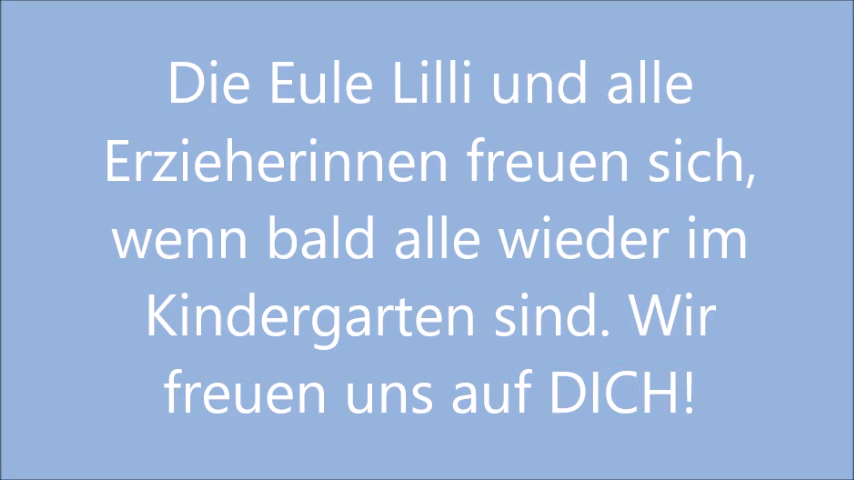 Die Eule Lilli und alle
Erzieherinnen freuen sich,
wenn bald alle wieder im
Kindergarten sind. Wir
freuen uns auf DICH!